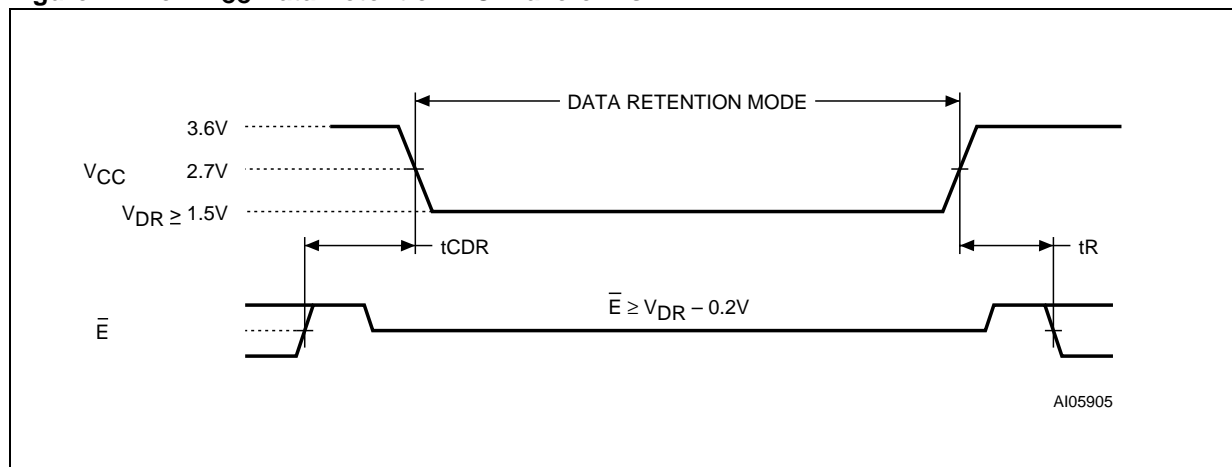 DATA RETENTION MODE
3.6V
VCC 2.7V
VDR ≥ 1.5V
tCDR
tR
E̅ ≥ VDR – 0.2V
E̅
AI05905